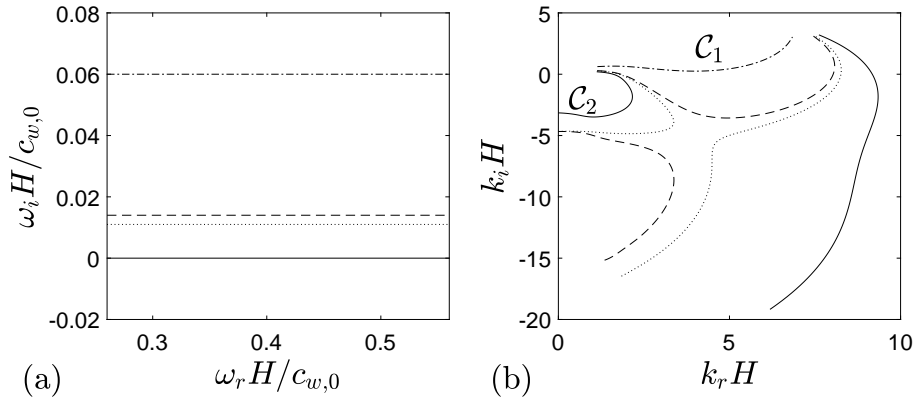 0.08
0.06
0.04
0.02
0
-0.02
0.3 0.4 0.5
ω_i H/c_{w,0}
ω_r H/c_{w,0}
(a)
5
0
-5
-10
-15
-20
0 5 10
k_i H
k_r H
C_1
C_2
(b)